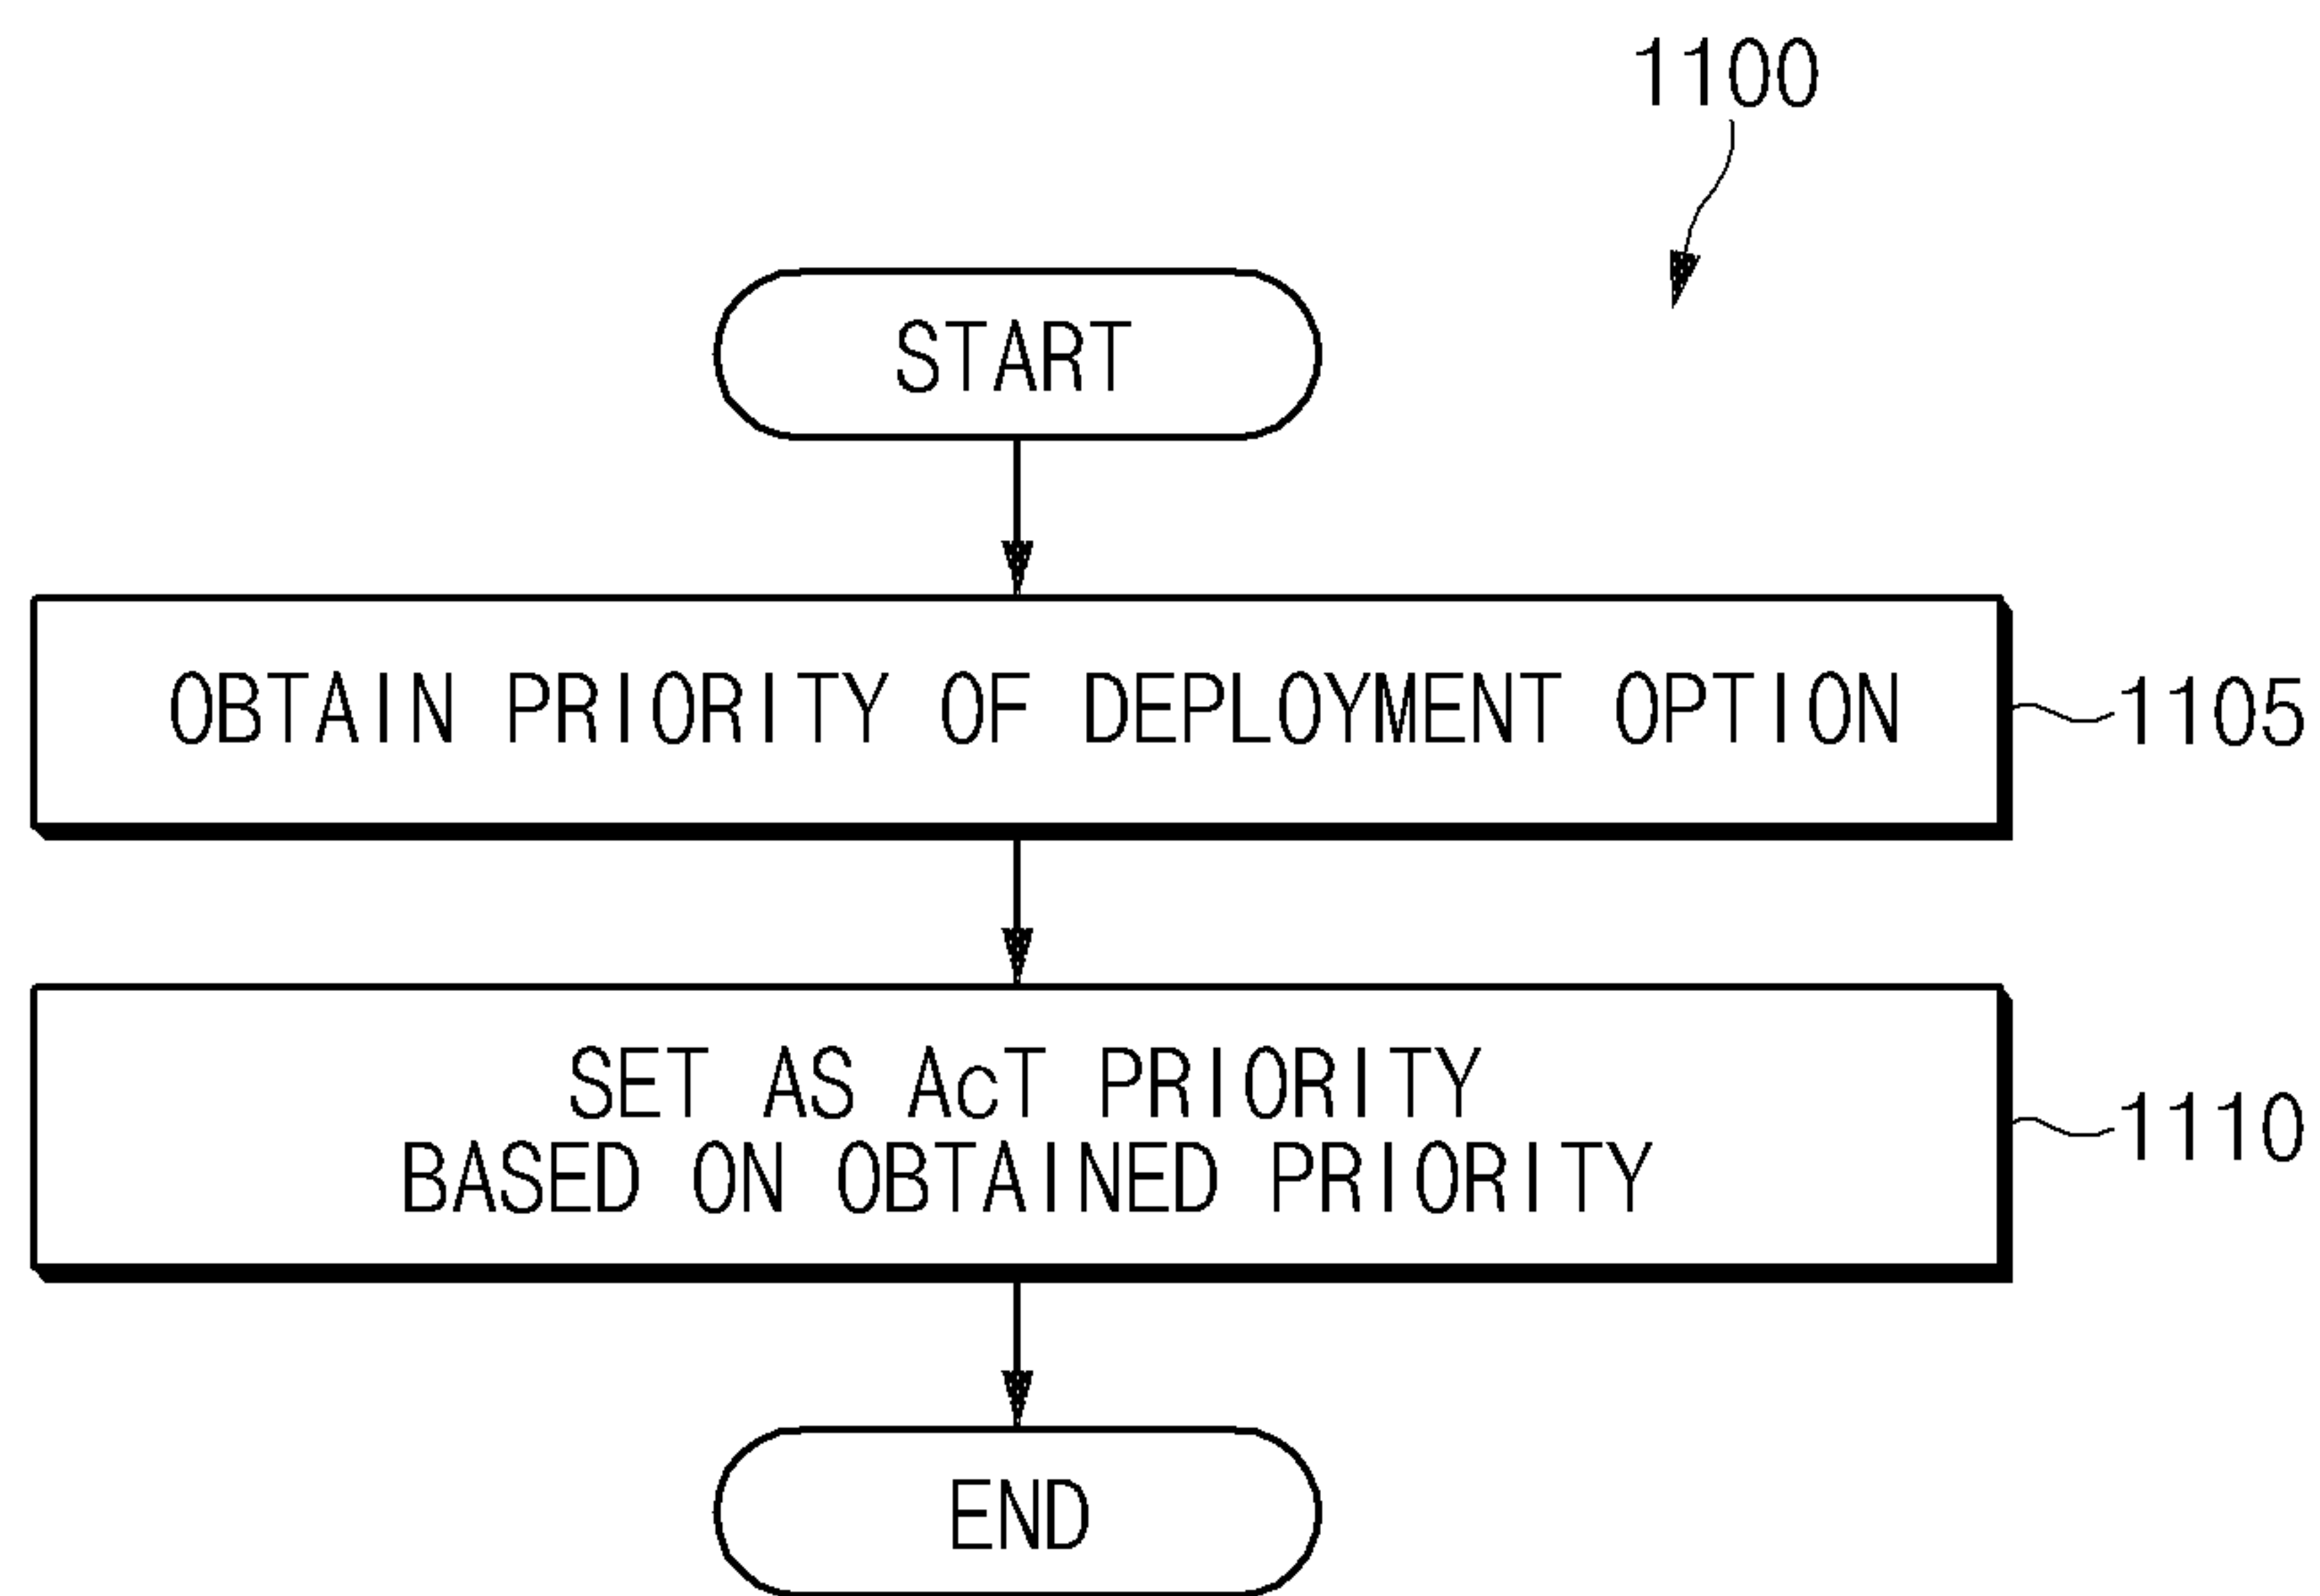 1100
START
OBTAIN PRIORITY OF DEPLOYMENT OPTION
1105
SET AS AcT PRIORITY
BASED ON OBTAINED PRIORITY
1110
END